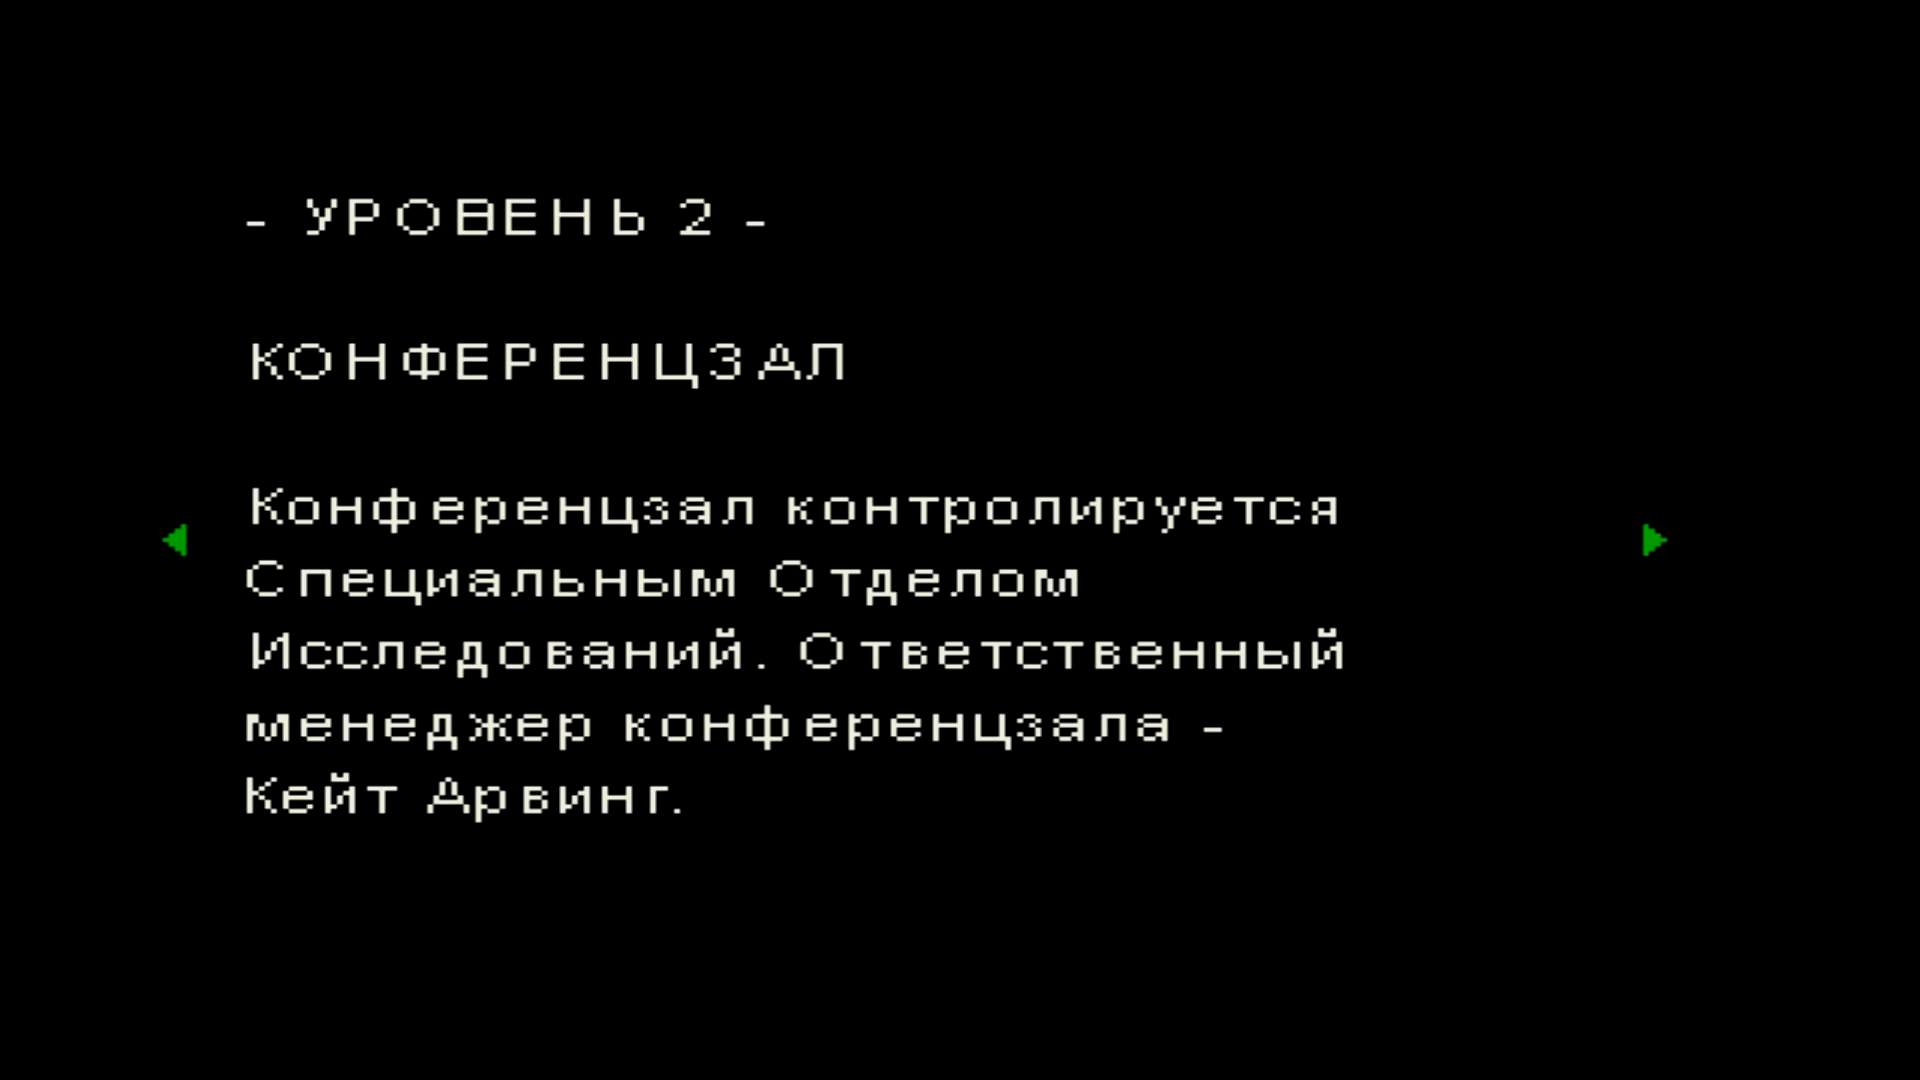 - УРОВЕНЬ 2 -
КОНФЕРЕНЦЗАЛ
Конференцзал контролируется
Специальным Отделом
Исследований. Ответственный
менеджер конференцзала -
Кейт Арвинг.